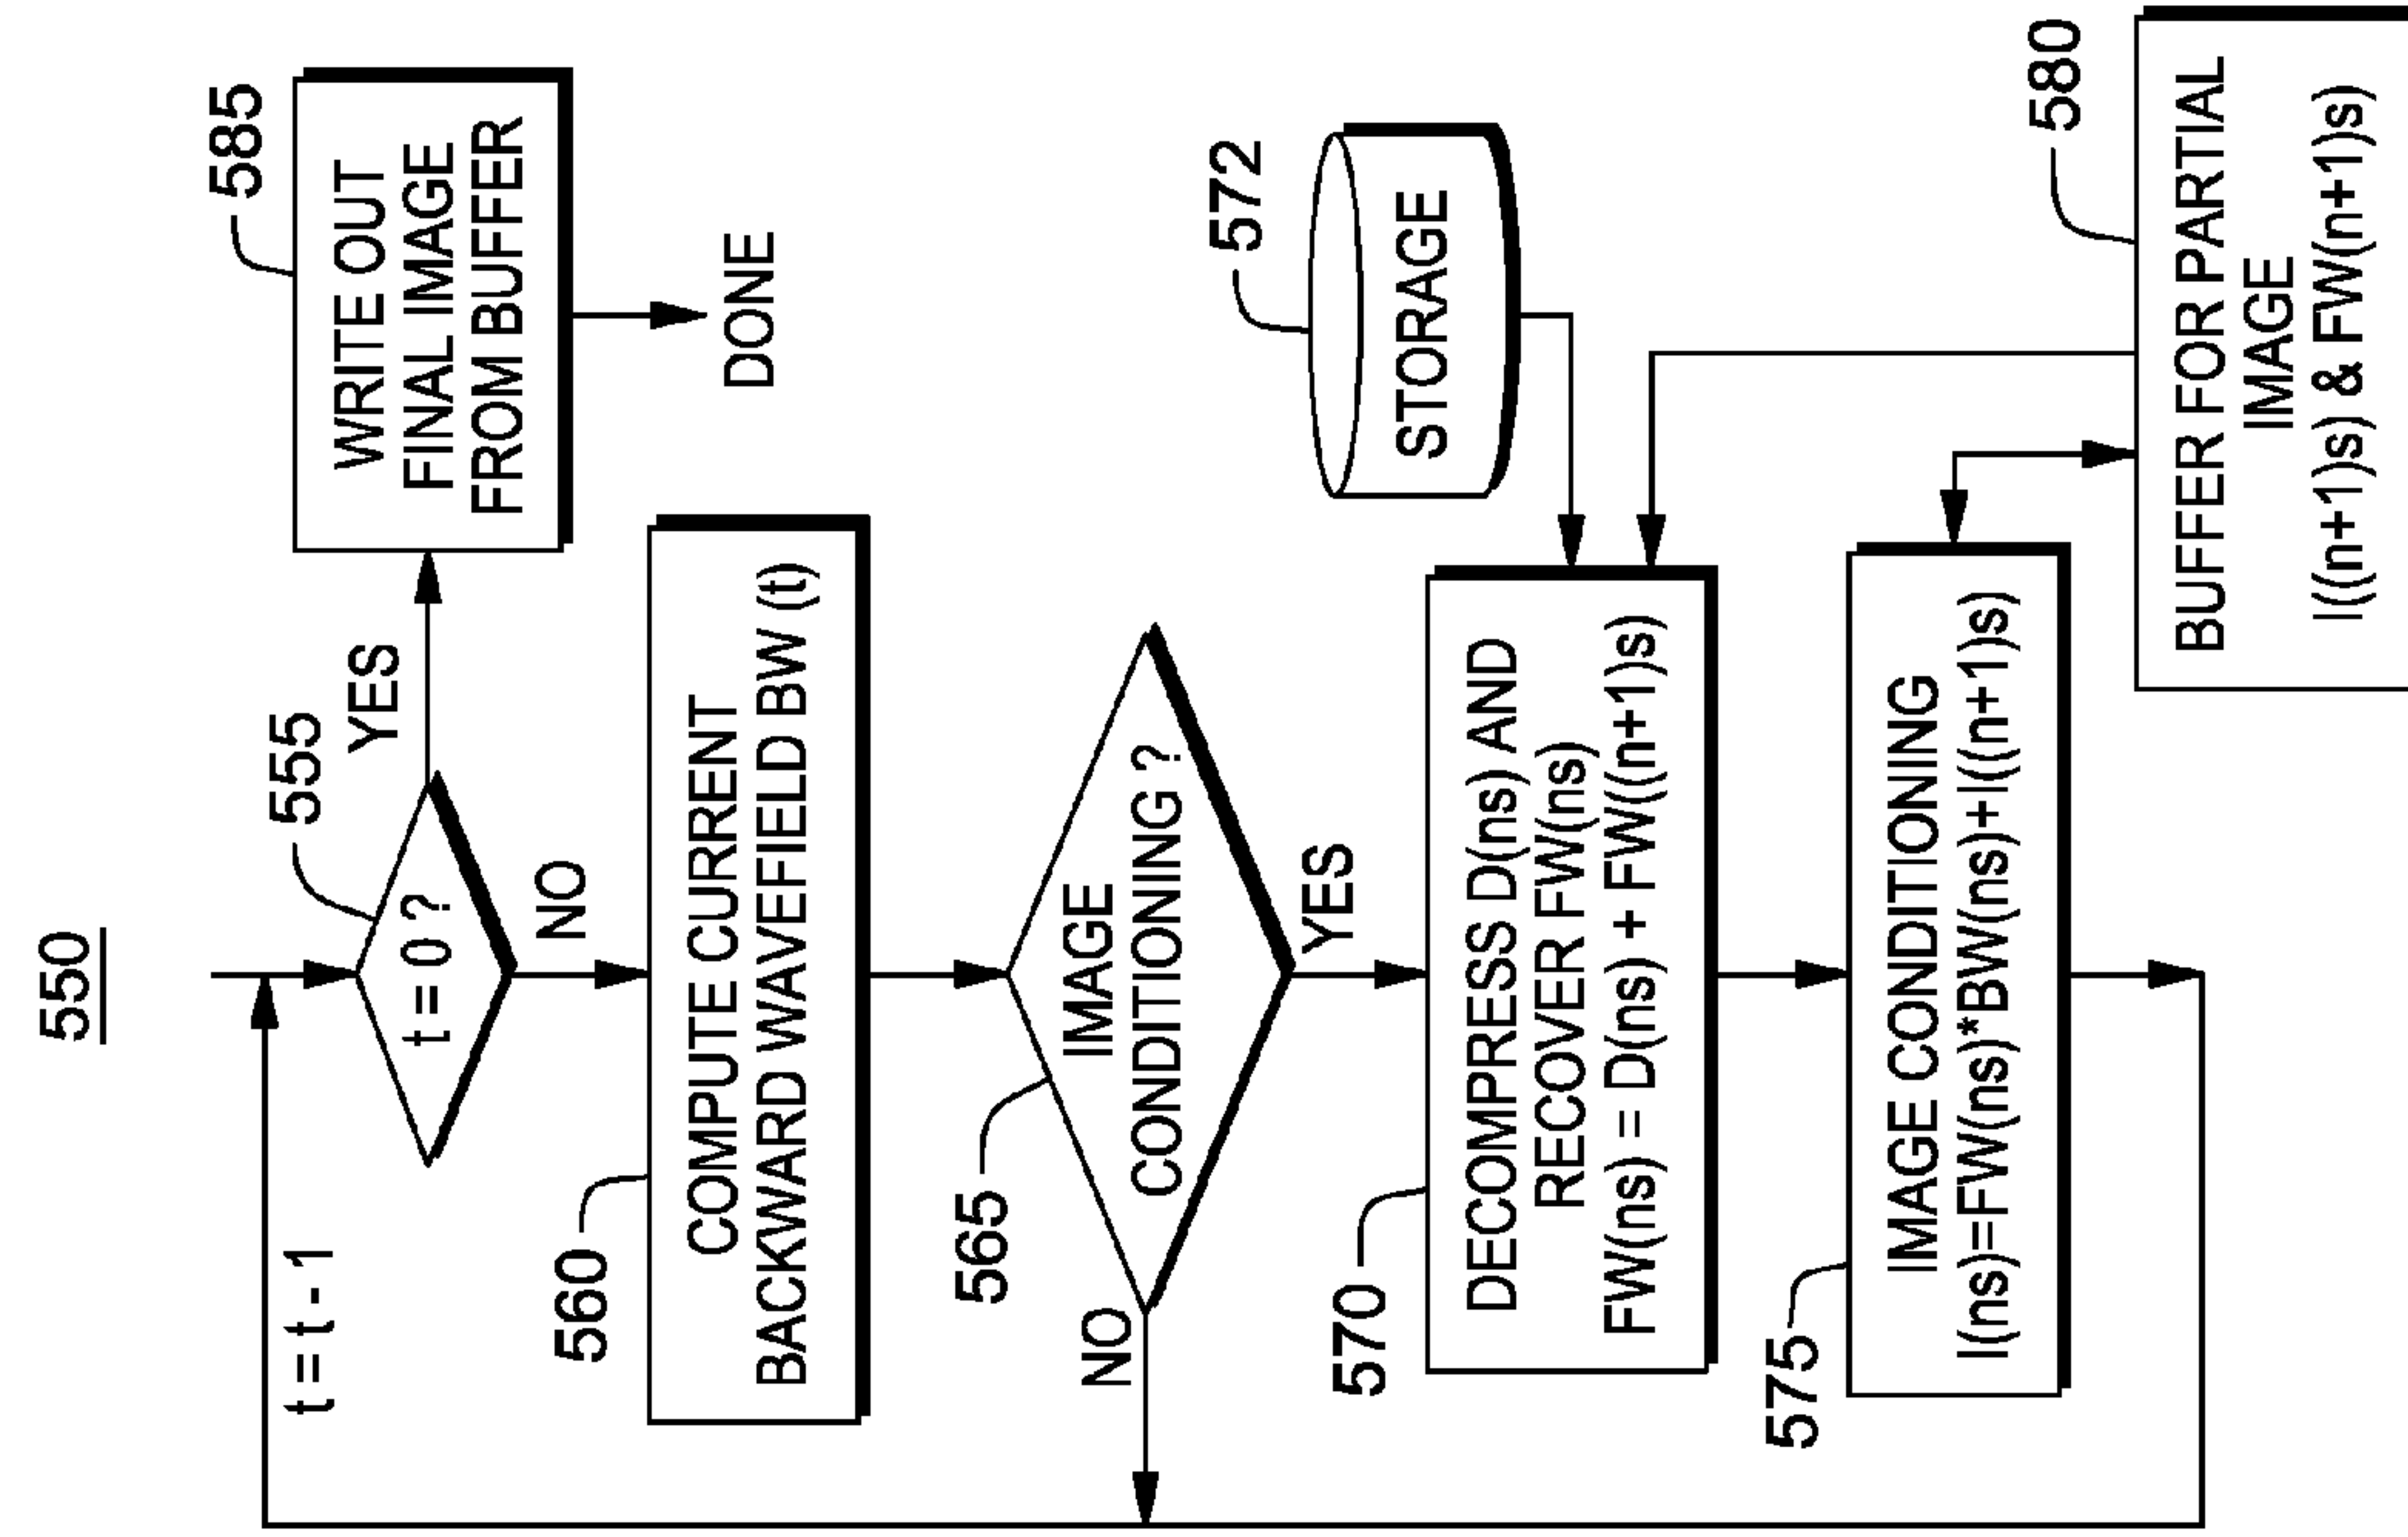 550
t = t - 1
555
t = 0 ?
YES
585
WRITE OUT
FINAL IMAGE
FROM BUFFER
DONE
NO
560
COMPUTE CURRENT
BACKWARD WAVEFIELD BW (t)
565
IMAGE
CONDITIONING ?
NO
YES
572
STORAGE
570
DECOMPRESS D(ns) AND
RECOVER FW(ns)
FW(ns) = D(ns) + FW((n+1)s)
575
IMAGE CONDITIONING
I(ns)=FW(ns)*BW(ns)+I((n+1)s)
580
BUFFER FOR PARTIAL
IMAGE
I((n+1)s) & FW(n+1)s)